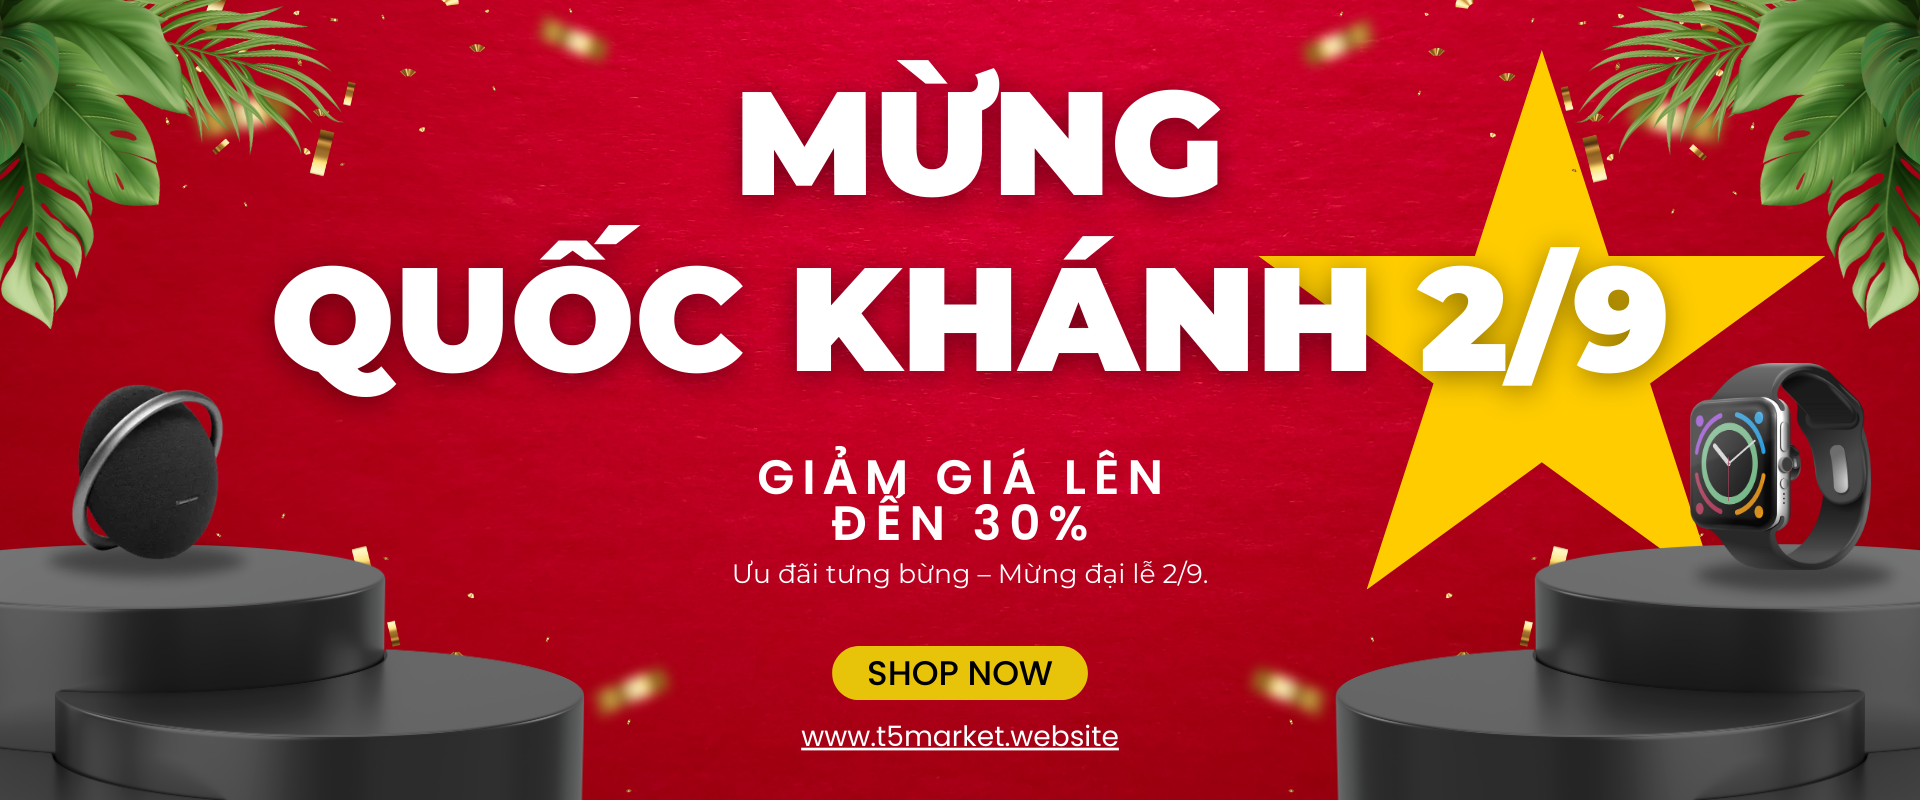 MỪNG
QUỐC KHÁNH 2/9
GIẢM GIÁ LÊN
ĐẾN 30%
Ưu đãi tưng bừng – Mừng đại lễ 2/9.
SHOP NOW
www.t5market.website